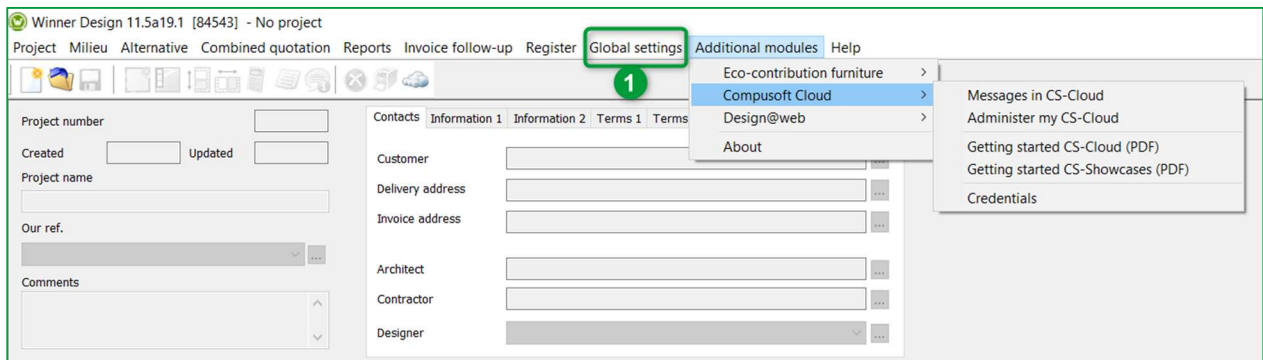 Winner Design 11.5a19.1 [84543] - No project
Project Milieu Alternative Combined quotation Reports Invoice follow-up Register Global settings Additional modules Help
1
Eco-contribution furniture
Compusoft Cloud
Design@web
About
Messages in CS-Cloud
Administer my CS-Cloud
Getting started CS-Cloud (PDF)
Getting started CS-Showcases (PDF)
Credentials
Project number
Created Updated
Project name
Our ref.
...
Comments
Contacts Information 1 Information 2 Terms 1 Terms
Customer ...
Delivery address ...
Invoice address ...
Architect ...
Contractor ...
Designer ...